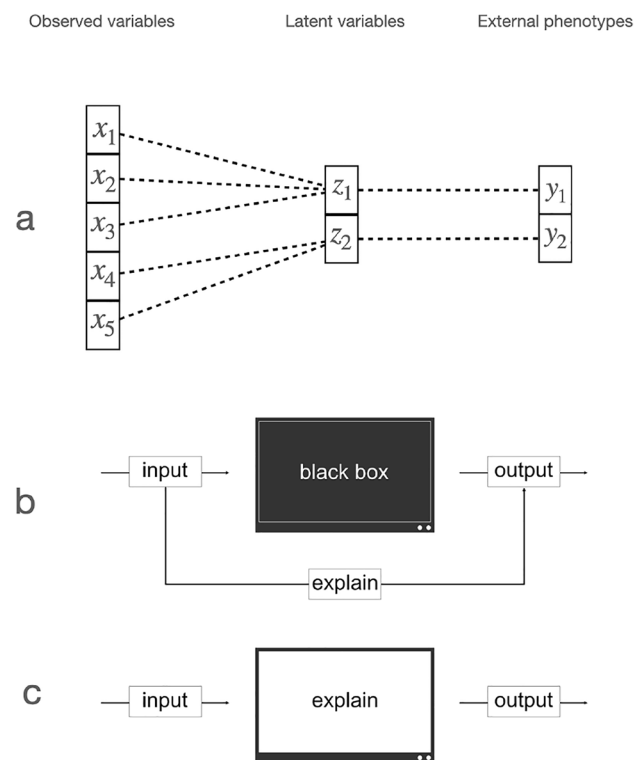 Observed variables Latent variables External phenotypes
a
x1
x2
x3
x4
x5
z1
z2
y1
y2
b
input black box output
explain
c
input explain output